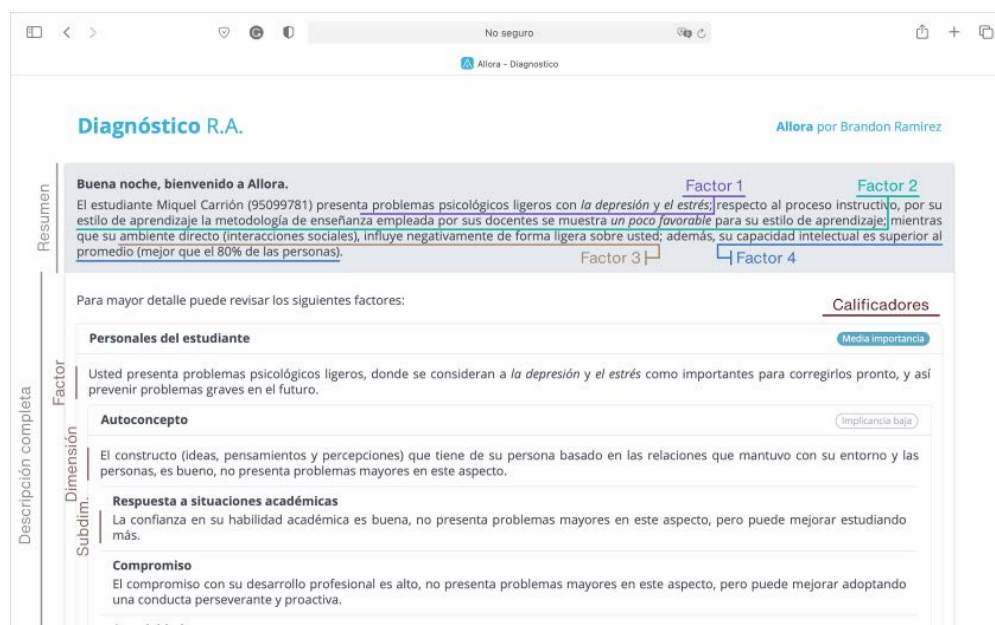 No seguro
Allora - Diagnostico
Diagnóstico R.A.
Allora por Brandon Ramirez
Resumen
Buena noche, bienvenido a Allora.
Factor 1
Factor 2
El estudiante Miquel Carrión (95099781) presenta problemas psicológicos ligeros con la depresión y el estrés; respecto al proceso instructivo, por su
estilo de aprendizaje la metodología de enseñanza empleada por sus docentes se muestra un poco favorable para su estilo de aprendizaje; mientras
que su ambiente directo (interacciones sociales), influye negativamente de forma ligera sobre usted; además, su capacidad intelectual es superior al
promedio (mejor que el 80% de las personas).
Factor 3
Factor 4
Descripción completa
Para mayor detalle puede revisar los siguientes factores:
Calificadores
Personales del estudiante
Media importancia
Factor
Usted presenta problemas psicológicos ligeros, donde se consideran a la depresión y el estrés como importantes para corregirlos pronto, y así
prevenir problemas graves en el futuro.
Autoconcepto
Implicancia baja
Dimensión
El constructo (ideas, pensamientos y percepciones) que tiene de su persona basado en las relaciones que mantuvo con su entorno y las
personas, es bueno, no presenta problemas mayores en este aspecto.
Subdim.
Respuesta a situaciones académicas
La confianza en su habilidad académica es buena, no presenta problemas mayores en este aspecto, pero puede mejorar estudiando
más.
Compromiso
El compromiso con su desarrollo profesional es alto, no presenta problemas mayores en este aspecto, pero puede mejorar adoptando
una conducta perseverante y proactiva.